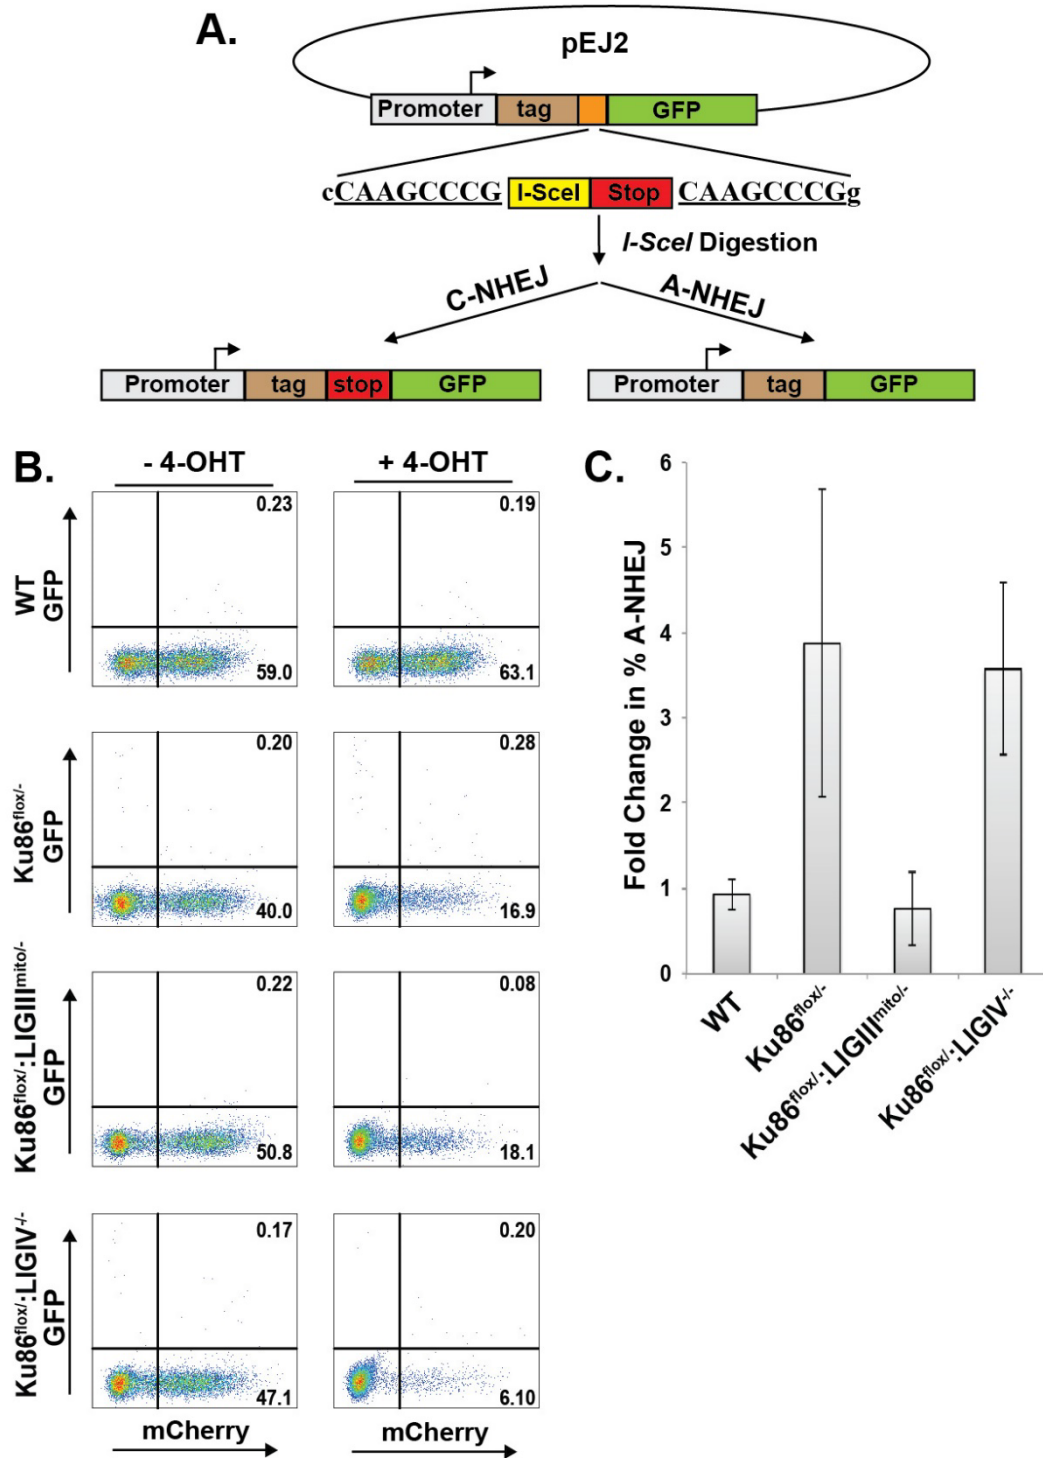 A.
pEJ2
Promoter tag GFP
cCAAGCCCG I-SceI Stop CAAGCCCGg
I-SceI Digestion
C-NHEJ A-NHEJ
Promoter tag stop GFP
Promoter tag GFP
B.
- 4-OHT + 4-OHT
WT
GFP
0.23
59.0
0.19
63.1
Ku86flox/-
GFP
0.20
40.0
0.28
16.9
Ku86flox/-:LIGIIImito/-
GFP
0.22
50.8
0.08
18.1
Ku86flox/-:LIGIV-/-
GFP
0.17
47.1
0.20
6.10
mCherry mCherry
C.
Fold Change in % A-NHEJ
6
5
4
3
2
1
0
WT
Ku86flox/-
Ku86flox/-:LIGIIImito/-
Ku86flox/-:LIGIV-/-